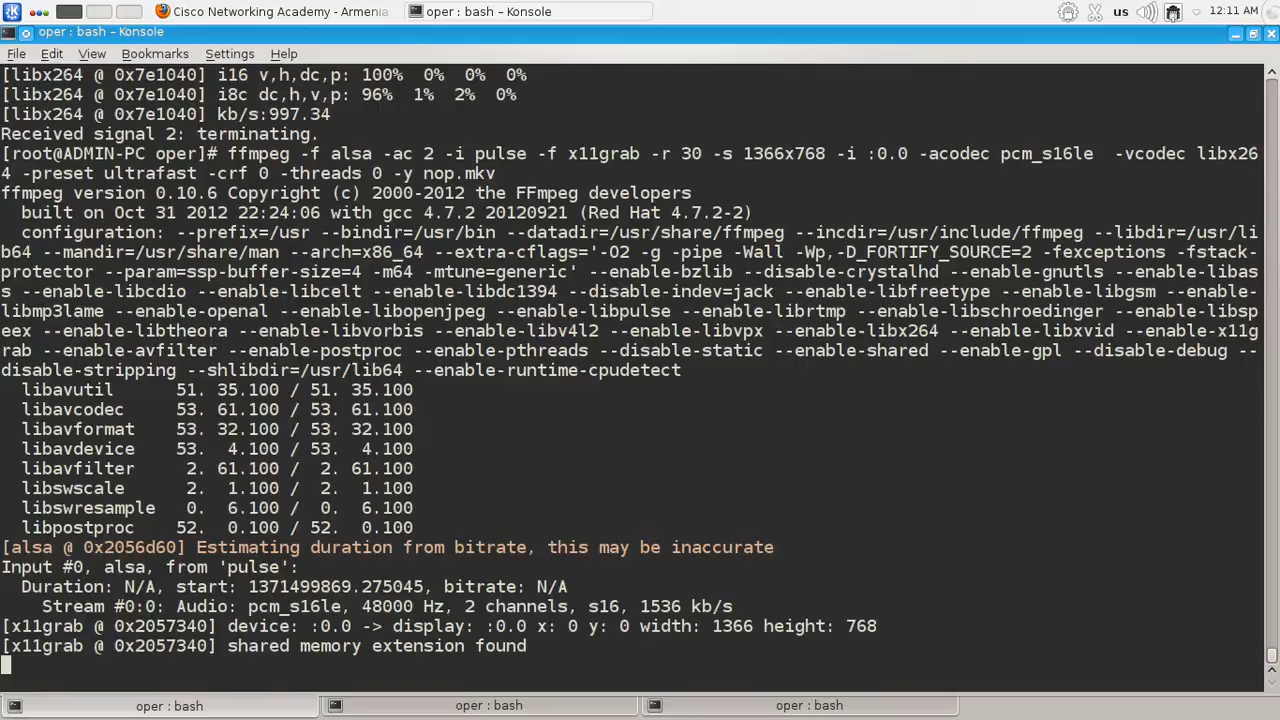 Cisco Networking Academy - Armenia
oper : bash – Konsole
us
12:11 AM
oper : bash – Konsole
File Edit View Bookmarks Settings Help
[libx264 @ 0x7e1040] i16 v,h,dc,p: 100%  0%  0%  0%
[libx264 @ 0x7e1040] i8c dc,h,v,p: 96%  1%  2%  0%
[libx264 @ 0x7e1040] kb/s:997.34
Received signal 2: terminating.
[root@ADMIN-PC oper]# ffmpeg -f alsa -ac 2 -i pulse -f x11grab -r 30 -s 1366x768 -i :0.0 -acodec pcm_s16le  -vcodec libx26
4 -preset ultrafast -crf 0 -threads 0 -y nop.mkv
ffmpeg version 0.10.6 Copyright (c) 2000-2012 the FFmpeg developers
  built on Oct 31 2012 22:24:06 with gcc 4.7.2 20120921 (Red Hat 4.7.2-2)
  configuration: --prefix=/usr --bindir=/usr/bin --datadir=/usr/share/ffmpeg --incdir=/usr/include/ffmpeg --libdir=/usr/li
b64 --mandir=/usr/share/man --arch=x86_64 --extra-cflags='-O2 -g -pipe -Wall -Wp,-D_FORTIFY_SOURCE=2 -fexceptions -fstack-
protector --param=ssp-buffer-size=4 -m64 -mtune=generic' --enable-bzlib --disable-crystalhd --enable-gnutls --enable-libas
s --enable-libcdio --enable-libcelt --enable-libdc1394 --disable-indev=jack --enable-libfreetype --enable-libgsm --enable-
libmp3lame --enable-openal --enable-libopenjpeg --enable-libpulse --enable-librtmp --enable-libschroedinger --enable-libsp
eex --enable-libtheora --enable-libvorbis --enable-libv4l2 --enable-libvpx --enable-libx264 --enable-libxvid --enable-x11g
rab --enable-avfilter --enable-postproc --enable-pthreads --disable-static --enable-shared --enable-gpl --disable-debug --
disable-stripping --shlibdir=/usr/lib64 --enable-runtime-cpudetect
  libavutil      51. 35.100 / 51. 35.100
  libavcodec     53. 61.100 / 53. 61.100
  libavformat    53. 32.100 / 53. 32.100
  libavdevice    53.  4.100 / 53.  4.100
  libavfilter     2. 61.100 /  2. 61.100
  libswscale      2.  1.100 /  2.  1.100
  libswresample   0.  6.100 /  0.  6.100
  libpostproc    52.  0.100 / 52.  0.100
[alsa @ 0x2056d60] Estimating duration from bitrate, this may be inaccurate
Input #0, alsa, from 'pulse':
  Duration: N/A, start: 1371499869.275045, bitrate: N/A
    Stream #0:0: Audio: pcm_s16le, 48000 Hz, 2 channels, s16, 1536 kb/s
[x11grab @ 0x2057340] device: :0.0 -> display: :0.0 x: 0 y: 0 width: 1366 height: 768
[x11grab @ 0x2057340] shared memory extension found
oper : bash
oper : bash
oper : bash